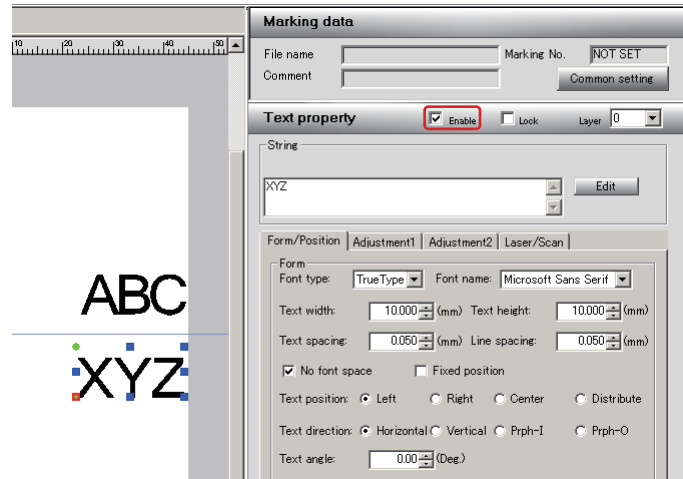 Marking data
10 20 30 40 50
File name Marking No. NOT SET
Comment Common setting
Text property Enable Lock Layer 0
String
XYZ Edit
Form/Position Adjustment1 Adjustment2 Laser/Scan
Form
Font type: TrueType Font name: Microsoft Sans Serif
ABC
Text width: 10.000 (mm) Text height: 10.000 (mm)
Text spacing: 0.050 (mm) Line spacing: 0.050 (mm)
XYZ
No font space Fixed position
Text position: Left Right Center Distribute
Text direction: Horizontal Vertical Prph-I Prph-O
Text angle: 0.00 (Deg.)